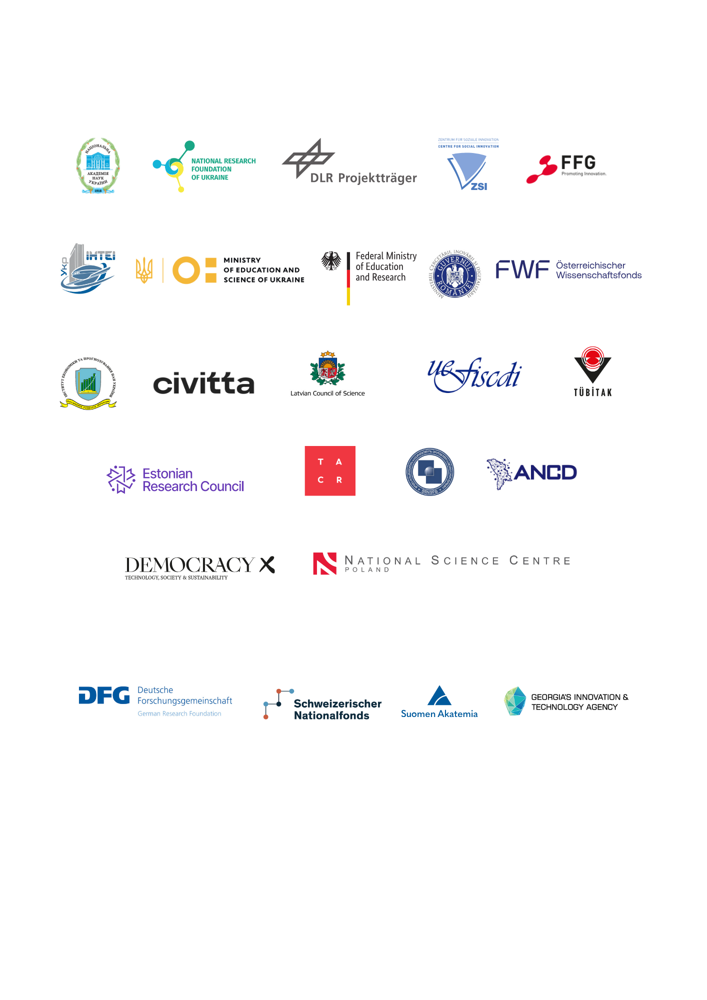 НАЦІОНАЛЬНА
АКАДЕМІЯ
НАУК
УКРАЇНИ
1918
NATIONAL RESEARCH
FOUNDATION
OF UKRAINE
DLR Projektträger
ZENTRUM FÜR SOZIALE INNOVATION
CENTRE FOR SOCIAL INNOVATION
ZSI
FFG
Promoting Innovation.
Укр
ІНТЕІ
MINISTRY
OF EDUCATION AND
SCIENCE OF UKRAINE
Federal Ministry
of Education
and Research
MINISTERUL CERCETĂRII, INOVĂRII ȘI DIGITALIZĂRII
GUVERNUL
ROMÂNIEI
FWF
Österreichischer
Wissenschaftsfonds
ІНСТИТУТ ЕКОНОМІКИ ТА ПРОГНОЗУВАННЯ НАН УКРАЇНИ
OECONOMIA FUNDATIO IMPERIUM
civitta
Latvian Council of Science
uefiscdi
TÜBİTAK
Estonian
Research Council
T A
C R
SRNSFG
ANCD
DEMOCRACY X
TECHNOLOGY, SOCIETY & SUSTAINABILITY
NATIONAL SCIENCE CENTRE
POLAND
DFG
Deutsche
Forschungsgemeinschaft
German Research Foundation
Schweizerischer
Nationalfonds
Suomen Akatemia
GEORGIA'S INNOVATION &
TECHNOLOGY AGENCY